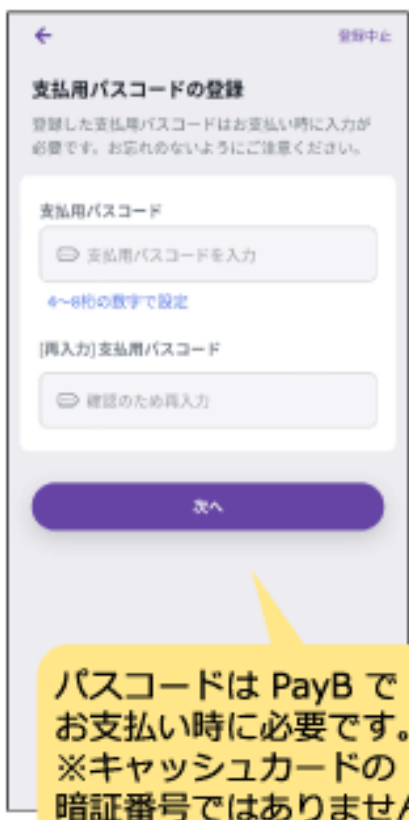 登録中止
支払用パスコードの登録
登録した支払用パスコードはお支払い時に入力が
必要です。お忘れのないようにご注意ください。
支払用パスコード
支払用パスコードを入力
4~8桁の数字で設定
[再入力]支払用パスコード
確認のため再入力
次へ
パスコードは PayB で
お支払い時に必要です。
※キャッシュカードの
暗証番号ではありません